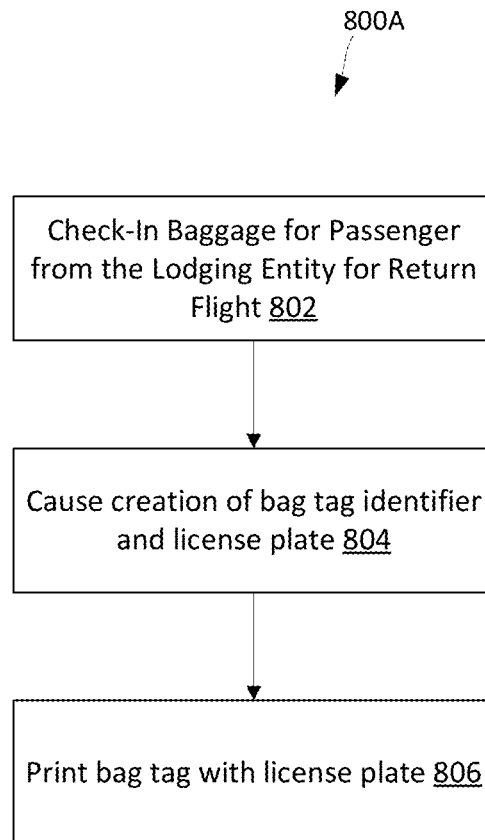 800A
Check-In Baggage for Passenger
from the Lodging Entity for Return
Flight 802
Cause creation of bag tag identifier
and license plate 804
Print bag tag with license plate 806